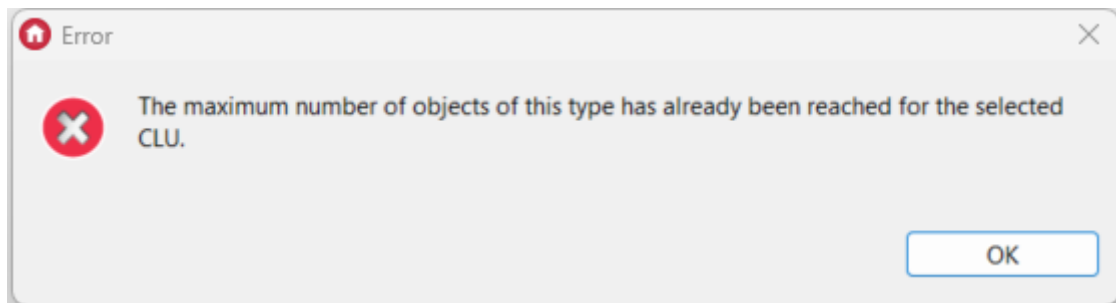 Error
The maximum number of objects of this type has already been reached for the selected
CLU.
OK